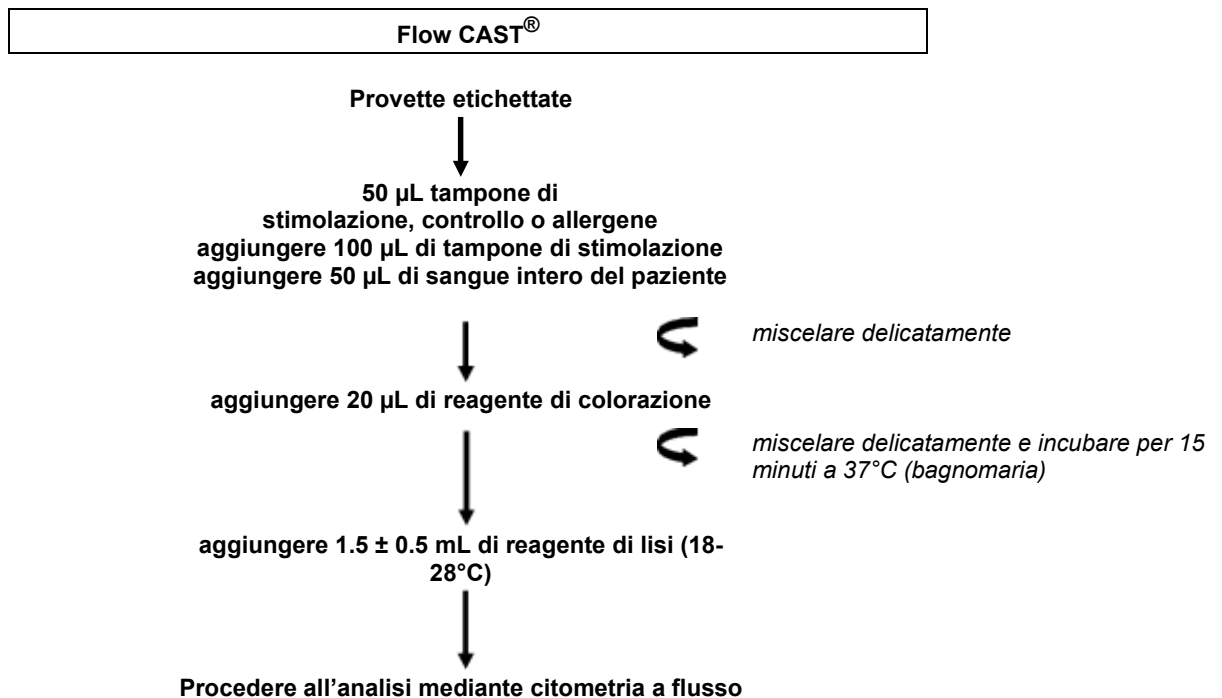 Flow CAST®
Provette etichettate
50 µL tampone di
stimolazione, controllo o allergene
aggiungere 100 µL di tampone di stimolazione
aggiungere 50 µL di sangue intero del paziente
miscelare delicatamente
aggiungere 20 µL di reagente di colorazione
miscelare delicatamente e incubare per 15
minuti a 37°C (bagnomaria)
aggiungere 1.5 ± 0.5 mL di reagente di lisi (18-
28°C)
Procedere all'analisi mediante citometria a flusso